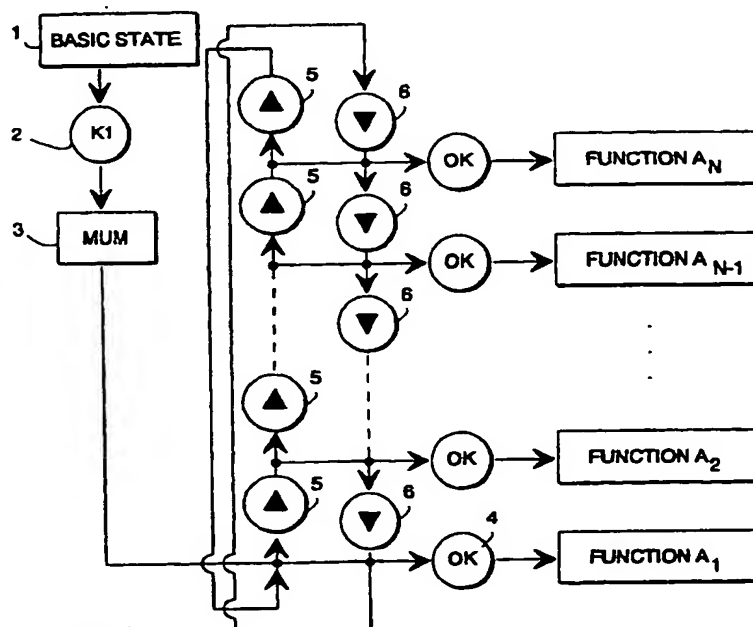 1 BASIC STATE
2 K1
3 MUM
5 6
OK FUNCTION A_N
5 6
OK FUNCTION A_N-1
6
5
OK FUNCTION A_2
5 6
4
OK FUNCTION A_1